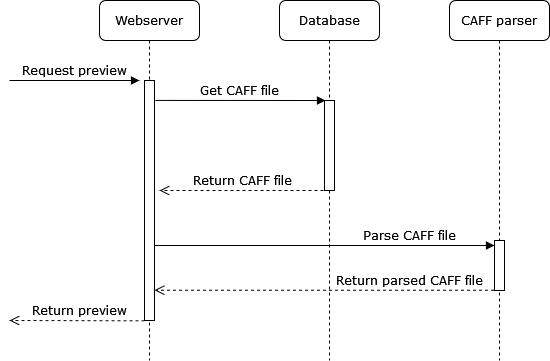 Webserver
Database
CAFF parser
Request preview
Get CAFF file
Return CAFF file
Parse CAFF file
Return parsed CAFF file
Return preview